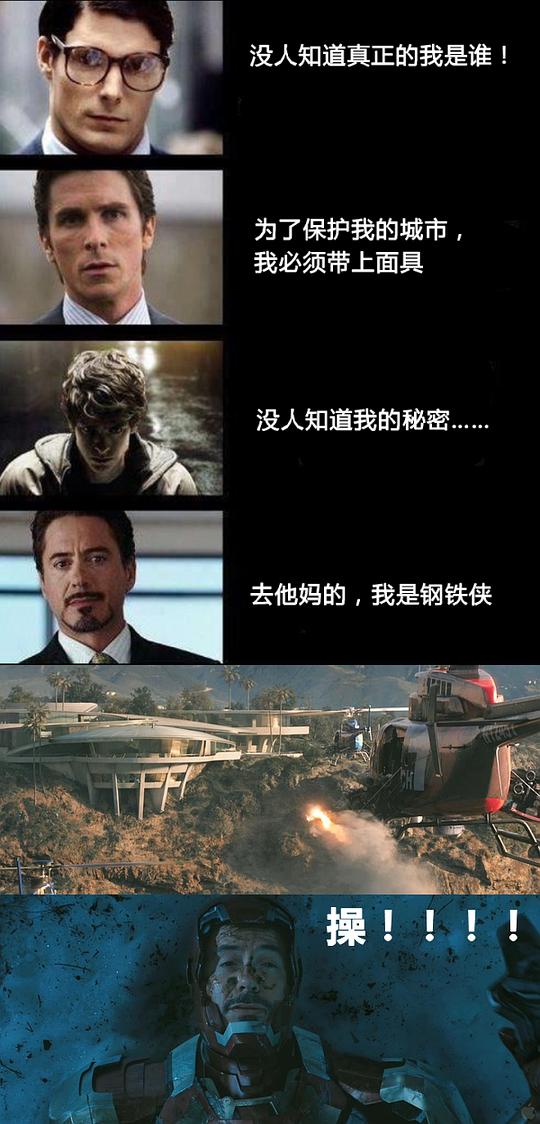 没人知道真正的我是谁！
为了保护我的城市，
我必须带上面具
没人知道我的秘密……
去他妈的，我是钢铁侠
操！！！！